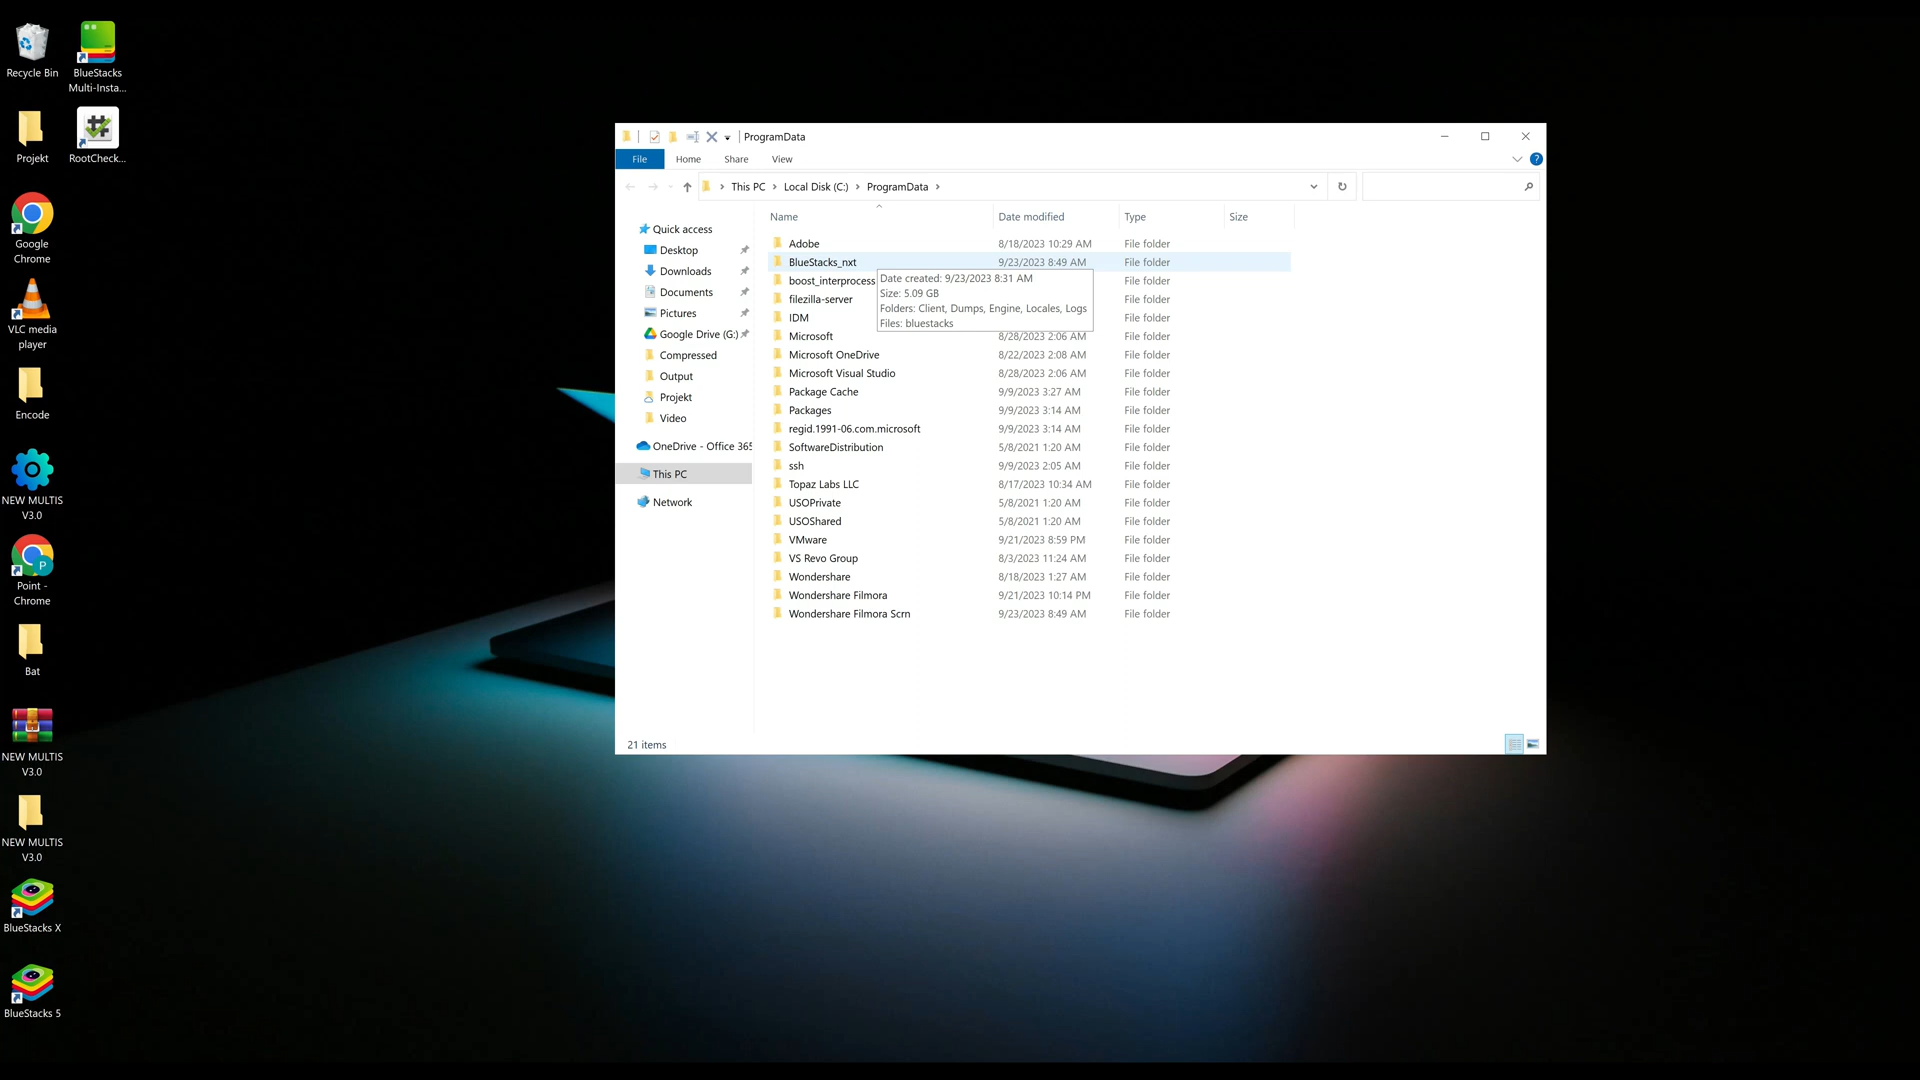 Recycle Bin
BlueStacks
Multi-Insta...
Projekt
RootCheck...
Google
Chrome
VLC media
player
Encode
NEW MULTIS
V3.0
P
Point -
Chrome
Bat
NEW MULTIS
V3.0
NEW MULTIS
V3.0
BlueStacks X
BlueStacks 5
ProgramData
File
Home
Share
View
?
This PC
Local Disk (C:)
ProgramData
Name
Date modified
Type
Size
Quick access
Desktop
Downloads
Documents
Pictures
Google Drive (G:)
Compressed
Output
Projekt
Video
OneDrive - Office 365
This PC
Network
Adobe 8/18/2023 10:29 AM File folder
BlueStacks_nxt 9/23/2023 8:49 AM File folder
boost_interprocess File folder
filezilla-server File folder
IDM File folder
Microsoft 8/28/2023 2:06 AM File folder
Microsoft OneDrive 8/22/2023 2:08 AM File folder
Microsoft Visual Studio 8/28/2023 2:06 AM File folder
Package Cache 9/9/2023 3:27 AM File folder
Packages 9/9/2023 3:14 AM File folder
regid.1991-06.com.microsoft 9/9/2023 3:14 AM File folder
SoftwareDistribution 5/8/2021 1:20 AM File folder
ssh 9/9/2023 2:05 AM File folder
Topaz Labs LLC 8/17/2023 10:34 AM File folder
USOPrivate 5/8/2021 1:20 AM File folder
USOShared 5/8/2021 1:20 AM File folder
VMware 9/21/2023 8:59 PM File folder
VS Revo Group 8/3/2023 11:24 AM File folder
Wondershare 8/18/2023 1:27 AM File folder
Wondershare Filmora 9/21/2023 10:14 PM File folder
Wondershare Filmora Scrn 9/23/2023 8:49 AM File folder
Date created: 9/23/2023 8:31 AM
Size: 5.09 GB
Folders: Client, Dumps, Engine, Locales, Logs
Files: bluestacks
21 items